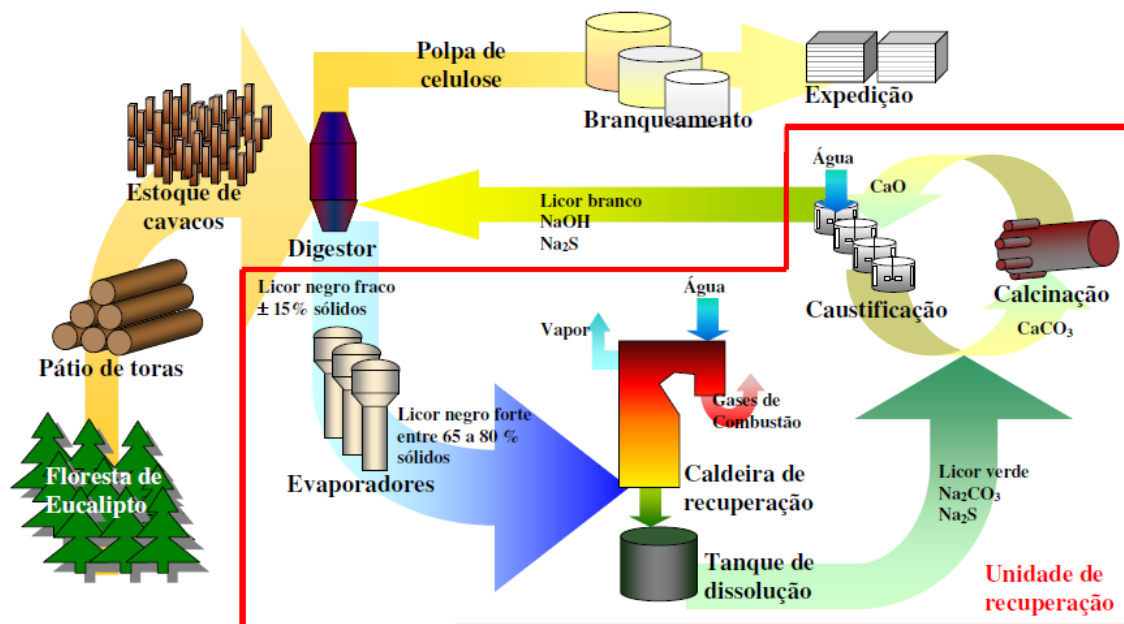 Polpa de
celulose
Branqueamento
Expedição
Estoque de
cavacos
Digestor
Licor branco
NaOH
Na₂S
Água
CaO
Caustificação
Calcinação
CaCO₃
Pátio de toras
Floresta de
Eucalipto
Licor negro fraco
± 15% sólidos
Evaporadores
Licor negro forte
entre 65 a 80 %
sólidos
Vapor
Água
Gases de
Combustão
Caldeira de
recuperação
Tanque de
dissolução
Licor verde
Na₂CO₃
Na₂S
Unidade de
recuperação